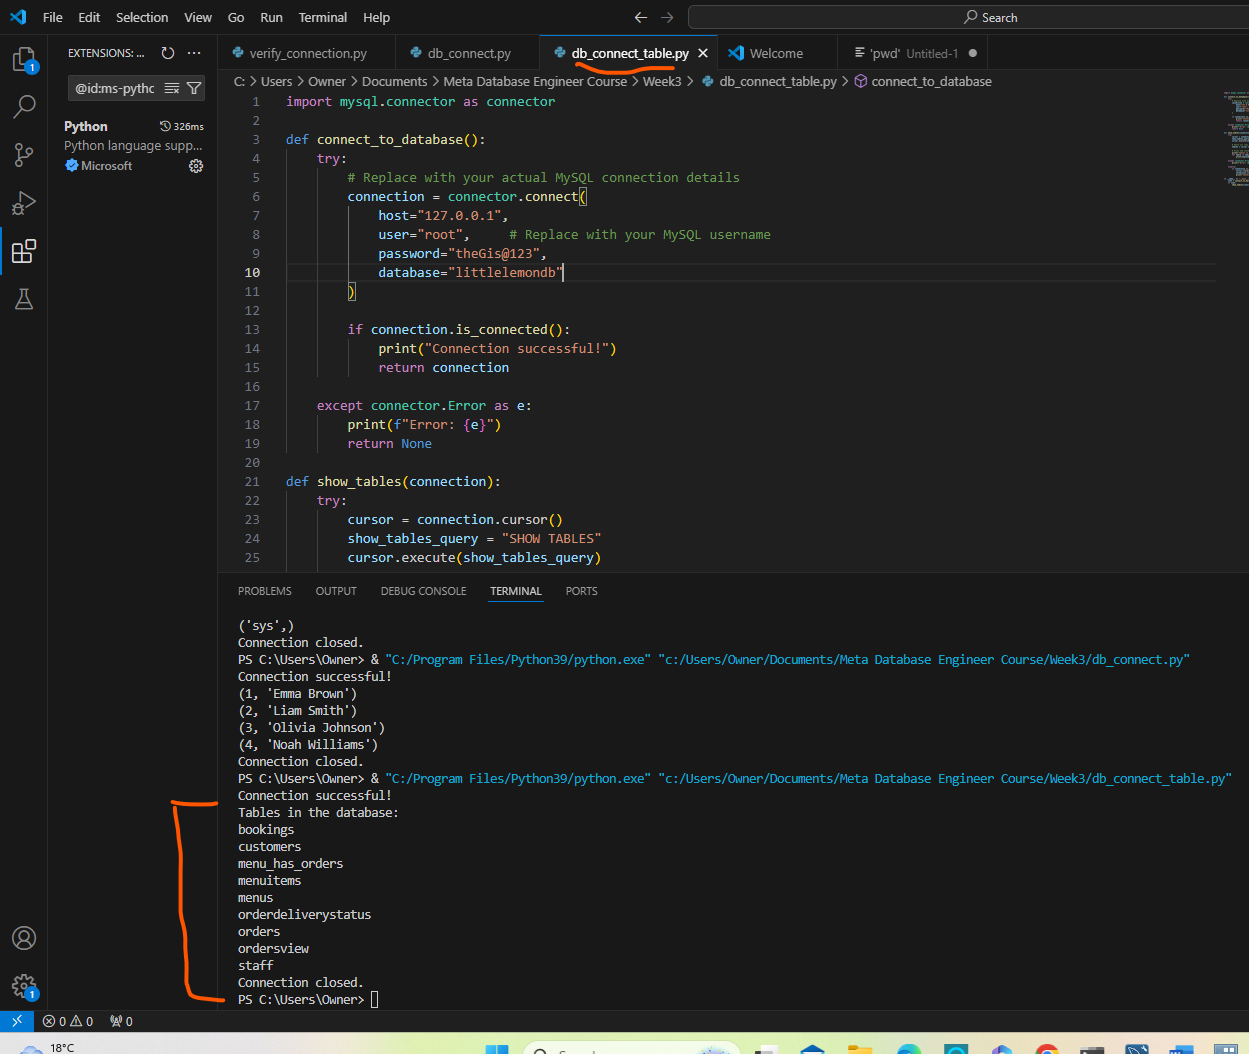 File Edit Selection View Go Run Terminal Help
Search
EXTENSIONS: ...
verify_connection.py
db_connect.py
db_connect_table.py
Welcome
'pwd' Untitled-1
C: > Users > Owner > Documents > Meta Database Engineer Course > Week3 > db_connect_table.py > connect_to_database
@id:ms-pythc
Python 326ms
Python language supp...
Microsoft
1
1 import mysql.connector as connector
2
3 def connect_to_database():
4 try:
5 # Replace with your actual MySQL connection details
6 connection = connector.connect(
7 host="127.0.0.1",
8 user="root", # Replace with your MySQL username
9 password="theGis@123",
10 database="littlelemondb"
11 )
12
13 if connection.is_connected():
14 print("Connection successful!")
15 return connection
16
17 except connector.Error as e:
18 print(f"Error: {e}")
19 return None
20
21 def show_tables(connection):
22 try:
23 cursor = connection.cursor()
24 show_tables_query = "SHOW TABLES"
25 cursor.execute(show_tables_query)
PROBLEMS OUTPUT DEBUG CONSOLE TERMINAL PORTS
('sys',)
Connection closed.
PS C:\Users\Owner> & "C:/Program Files/Python39/python.exe" "c:/Users/Owner/Documents/Meta Database Engineer Course/Week3/db_connect.py"
Connection successful!
(1, 'Emma Brown')
(2, 'Liam Smith')
(3, 'Olivia Johnson')
(4, 'Noah Williams')
Connection closed.
PS C:\Users\Owner> & "C:/Program Files/Python39/python.exe" "c:/Users/Owner/Documents/Meta Database Engineer Course/Week3/db_connect_table.py"
Connection successful!
Tables in the database:
bookings
customers
menu_has_orders
menuitems
menus
orderdeliverystatus
orders
ordersview
staff
Connection closed.
PS C:\Users\Owner>
1
0 0 0
18°C